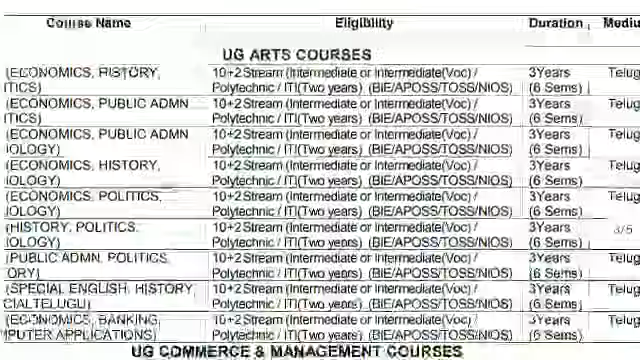 Course Name Eligibility Duration Mediu
UG ARTS COURSES
(ECONOMICS, HISTORY, 10+2 Stream (Intermediate or Intermediate(Voc) / 3Years Telug
ITICS) Polytechnic / ITI(Two years) (BIE/APOSS/TOSS/NIOS) (6 Sems)
(ECONOMICS, PUBLIC ADMN 10+2 Stream (Intermediate or Intermediate(Voc) / 3Years Telug
ITICS) Polytechnic / ITI(Two years) (BIE/APOSS/TOSS/NIOS) (6 Sems)
(ECONOMICS, PUBLIC ADMN 10+2 Stream (Intermediate or Intermediate(Voc) / 3Years Telug
IOLOGY) Polytechnic / ITI(Two years) (BIE/APOSS/TOSS/NIOS) (6 Sems)
(ECONOMICS, HISTORY, 10+2 Stream (Intermediate or Intermediate(Voc) / 3Years Telug
IOLOGY) Polytechnic / ITI(Two years) (BIE/APOSS/TOSS/NIOS) (6 Sems)
(ECONOMICS, POLITICS, 10+2 Stream (Intermediate or Intermediate(Voc) / 3Years Telug
IOLOGY) Polytechnic / ITI(Two years) (BIE/APOSS/TOSS/NIOS) (6 Sems)
(HISTORY, POLITICS, 10+2 Stream (Intermediate or Intermediate(Voc) / 3Years 3/5
IOLOGY) Polytechnic / ITI(Two years) (BIE/APOSS/TOSS/NIOS) (6 Sems)
(PUBLIC ADMN, POLITICS, 10+2 Stream (Intermediate or Intermediate(Voc) / 3Years Telug
ORY) Polytechnic / ITI(Two years) (BIE/APOSS/TOSS/NIOS) (6 Sems)
(SPECIAL ENGLISH, HISTORY 10+2 Stream (Intermediate or Intermediate(Voc) / 3Years Telug
CIALTELUGU) Polytechnic / ITI(Two years) (BIE/APOSS/TOSS/NIOS) (6 Sems)
(ECONOMICS, BANKING, 10+2 Stream (Intermediate or Intermediate(Voc) / 3Years Telug
PUTER APPLICATIONS) Polytechnic / ITI(Two years) (BIE/APOSS/TOSS/NIOS) (6 Sems)
UG COMMERCE & MANAGEMENT COURSES